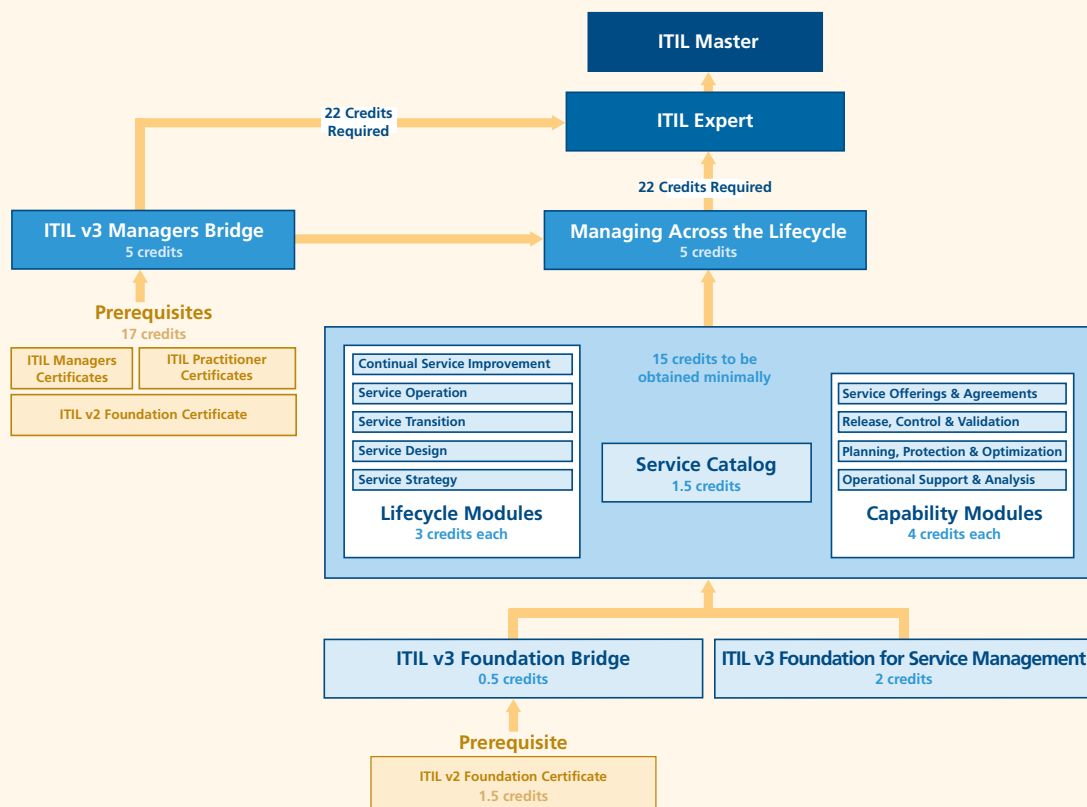 ITIL Master
ITIL Expert
22 Credits
Required
22 Credits Required
ITIL v3 Managers Bridge
5 credits
Managing Across the Lifecycle
5 credits
Prerequisites
17 credits
ITIL Managers
Certificates
ITIL Practitioner
Certificates
ITIL v2 Foundation Certificate
Continual Service Improvement
Service Operation
Service Transition
Service Design
Service Strategy
Lifecycle Modules
3 credits each
15 credits to be
obtained minimally
Service Catalog
1.5 credits
Service Offerings & Agreements
Release, Control & Validation
Planning, Protection & Optimization
Operational Support & Analysis
Capability Modules
4 credits each
ITIL v3 Foundation Bridge
0.5 credits
ITIL v3 Foundation for Service Management
2 credits
Prerequisite
ITIL v2 Foundation Certificate
1.5 credits